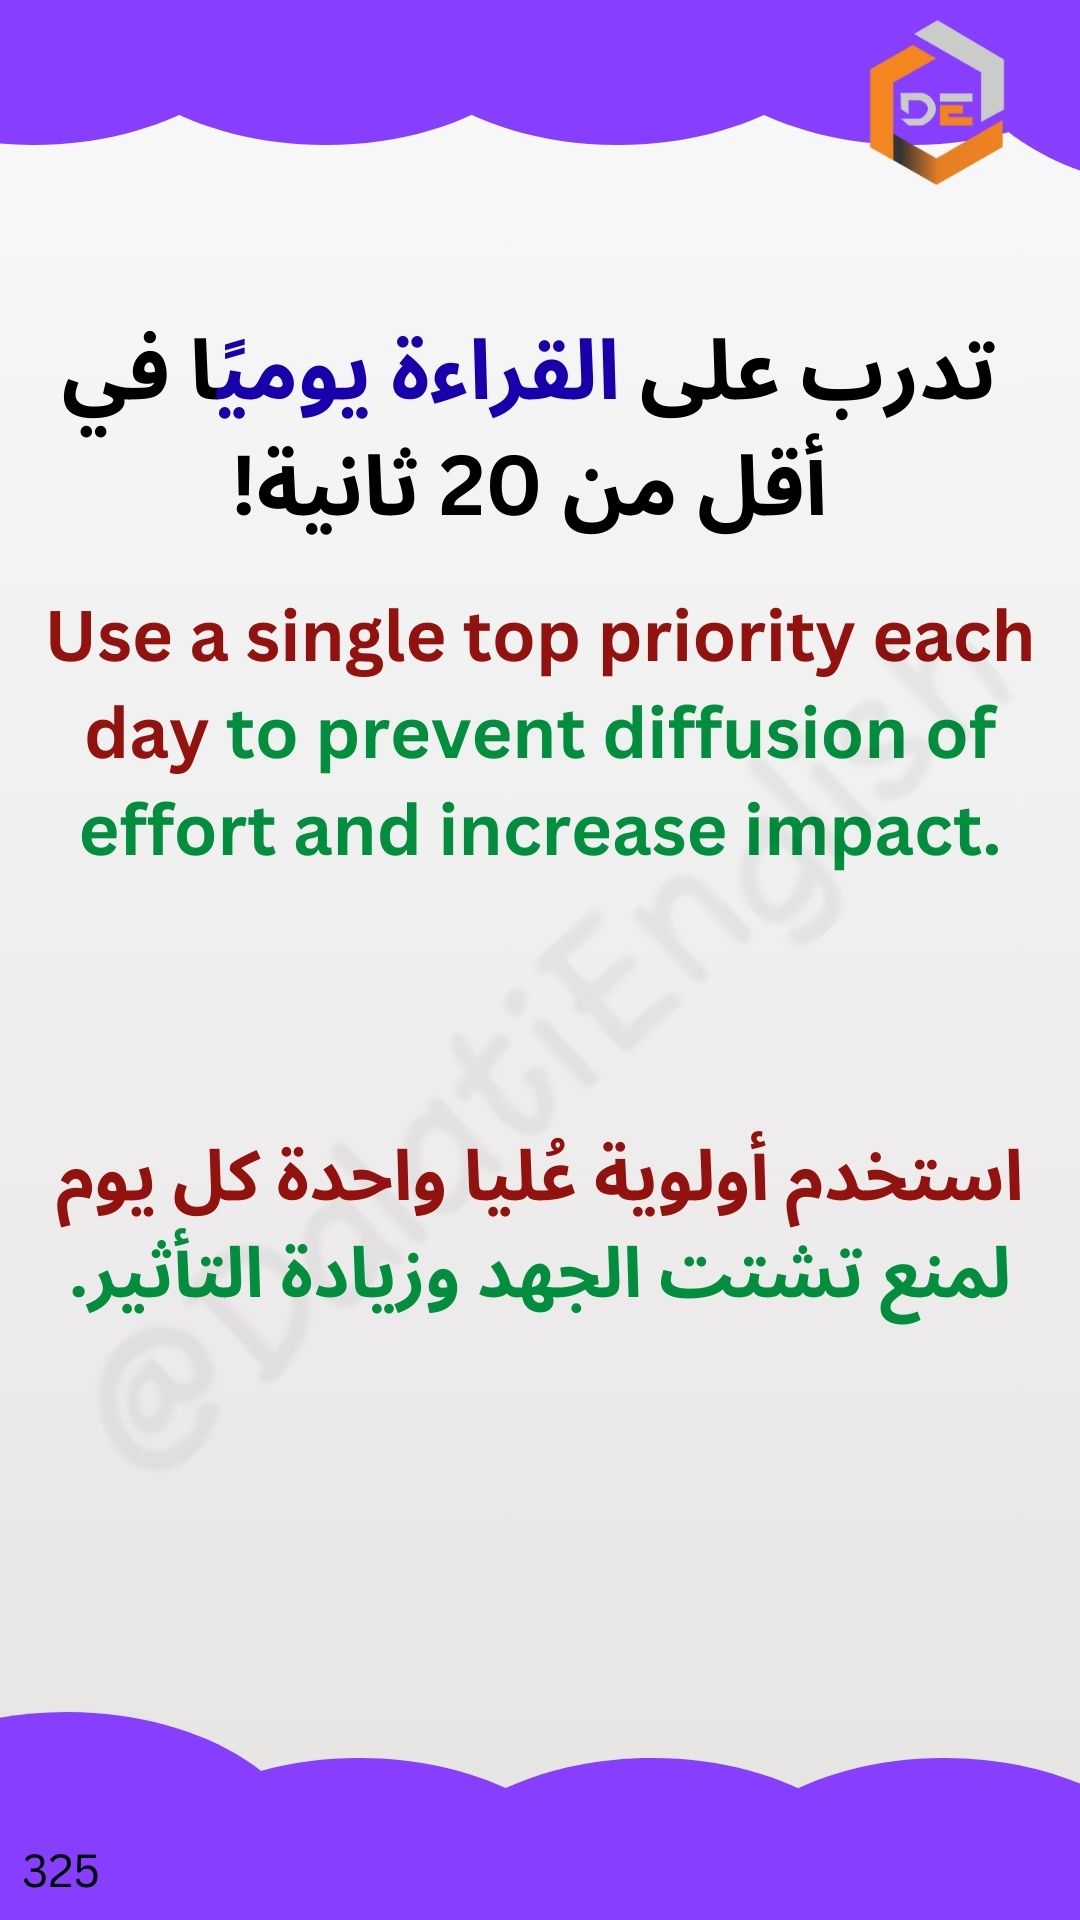 DE
تدرب على القراءة يوميًا في
أقل من 20 ثانية!
Use a single top priority each
day to prevent diffusion of
effort and increase impact.
@DalatiEnglish
استخدم أولوية عُليا واحدة كل يوم
لمنع تشتت الجهد وزيادة التأثير.
325